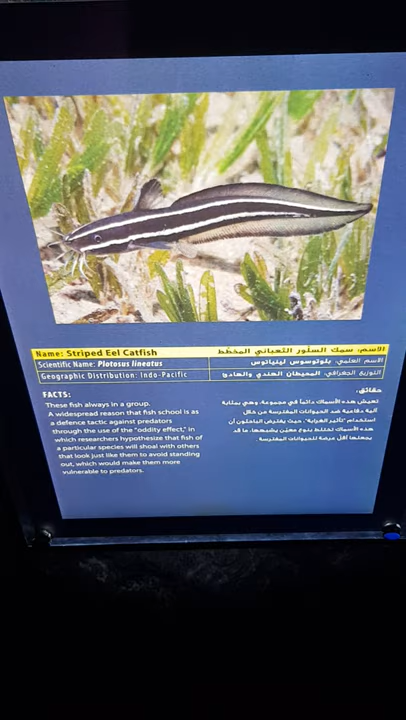 Name: Striped Eel Catfish
الاسم: سمك السلور الثعباني المخطّط
Scientific Name: Plotosus lineatus
الاسم العلمي: بلوتوسوس لينياتوس
Geographic Distribution: Indo-Pacific
التوزيع الجغرافي: المحيطان الهندي والهادئ
FACTS:
These fish always in a group.
A widespread reason that fish school is as
a defence tactic against predators
through the use of the "oddity effect," in
which researchers hypothesize that fish of
a particular species will shoal with others
that look just like them to avoid standing
out, which would make them more
vulnerable to predators.
حقائق:
تعيش هذه الأسماك دائماً في مجموعة، وهي بمثابة
آلية دفاعية ضد الحيوانات المفترسة من خلال
استخدام "تأثير الغرابة"، حيث يفترض الباحثون أن
هذه الأسماك تختلط بنوع معيّن يشبهها، ما قد
يجعلها أقلّ عرضة للحيوانات المفترسة.